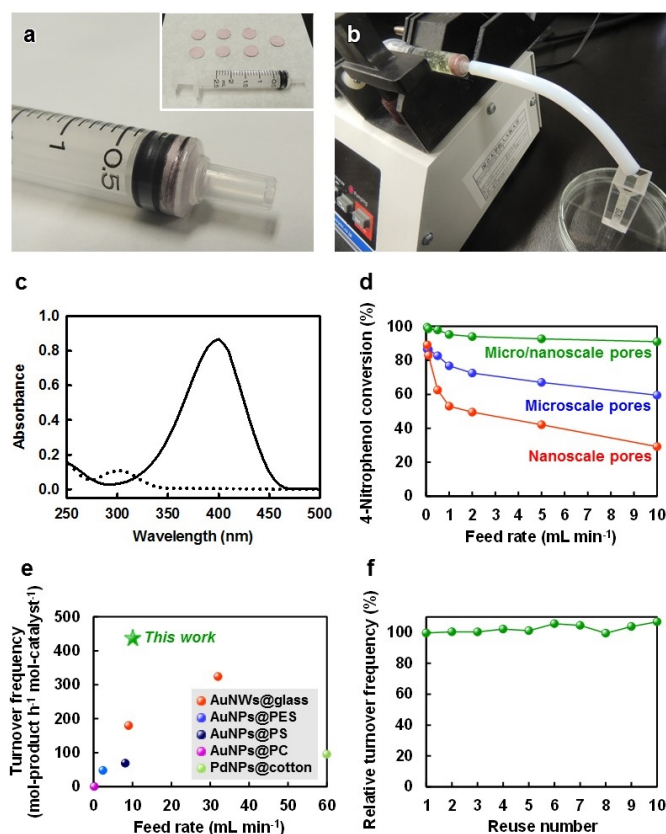 a
1
0.5
b
c
1.0
0.8
0.6
0.4
0.2
0.0
Absorbance
250 300 350 400 450 500
Wavelength (nm)
d
100
80
60
40
20
0
4-Nitrophenol conversion (%)
Micro/nanoscale pores
Microscale pores
Nanoscale pores
0 1 2 3 4 5 6 7 8 9 10
Feed rate (mL min⁻¹)
e
500
400
300
200
100
0
Turnover frequency
(mol-product h⁻¹ mol-catalyst⁻¹)
This work
AuNWs@glass
AuNPs@PES
AuNPs@PS
AuNPs@PC
PdNPs@cotton
0 10 20 30 40 50 60
Feed rate (mL min⁻¹)
f
100
80
60
40
20
0
Relative turnover frequency (%)
1 2 3 4 5 6 7 8 9 10
Reuse number